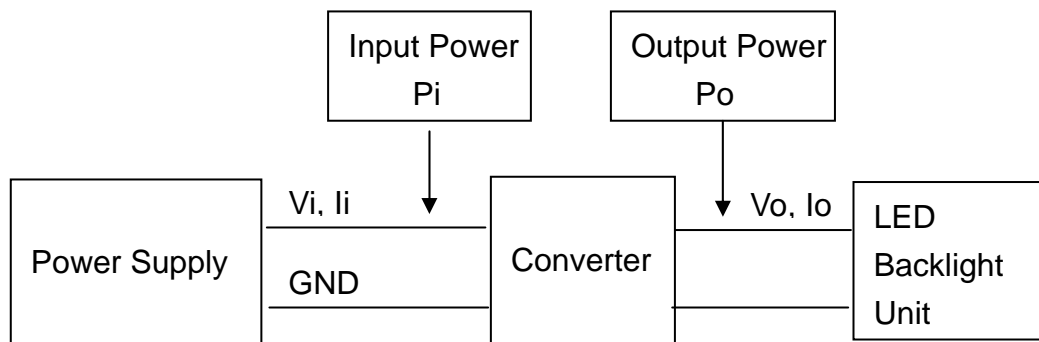 Input Power
Pi
Output Power
Po
Vi, Ii
Vo, Io
Power Supply
GND
Converter
LED
Backlight
Unit